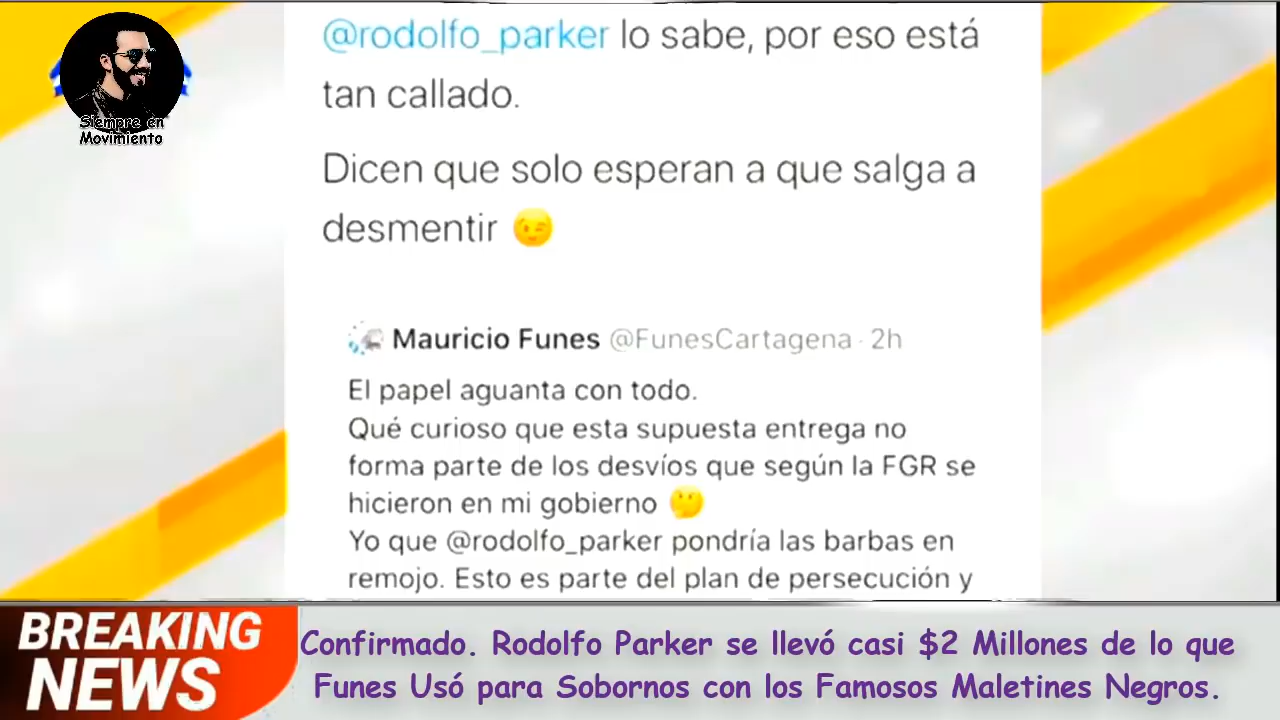 @rodolfo_parker lo sabe, por eso está
tan callado.
Dicen que solo esperan a que salga a
desmentir 😉
Mauricio Funes @FunesCartagena · 2h
El papel aguanta con todo.
Qué curioso que esta supuesta entrega no
forma parte de los desvíos que según la FGR se
hicieron en mi gobierno 🤔
Yo que @rodolfo_parker pondría las barbas en
remojo. Esto es parte del plan de persecución y
Siempre en
Movimiento
BREAKING
NEWS
Confirmado. Rodolfo Parker se llevó casi $2 Millones de lo que
Funes Usó para Sobornos con los Famosos Maletines Negros.